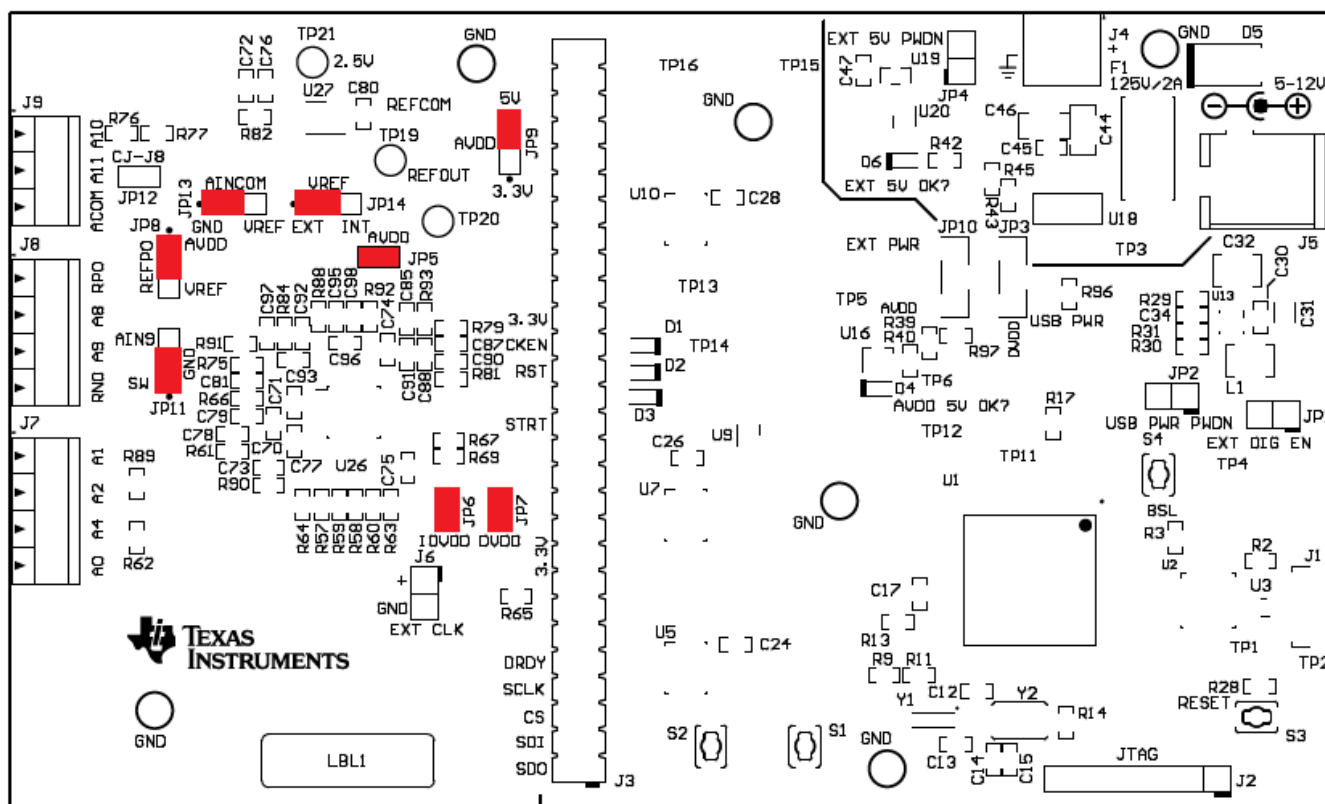 TP21
GND
C72
C76
2.5V
U27
C80
REFCOM
R82
TP19
REFOUT
TP20
5V
AVDD
JP9
3.3V
J9
R76
R77
A10
A11
ACOM
CJ-J8
JP12
JP13
AINCOM
GND
VREF
VREF
EXT
INT
JP14
JP8
AVDD
REFP0
VREF
AVDD
JP5
J8
RP0
A8
A9
RN0
AIN9
GND
SW
JP11
C97
R84
C92
R88
C95
C98
R92
C74
C85
R93
R91
R75
C81
R66
C79
C78
R61
C73
R90
C71
C93
C96
C70
C77
U26
C75
C91
C88
R79
C87
C90
R81
3.3V
CKEN
RST
STRT
R67
R69
J7
A1
A2
A4
A0
R89
R62
R64
R57
R59
R58
R60
R63
JP6
JP7
IOVDD
DVDD
J6
+
GND
EXT CLK
3.3V
R65
TEXAS
INSTRUMENTS
GND
LBL1
DRDY
SCLK
CS
SDI
SDO
J3
TP16
TP15
GND
U10
C28
TP13
D1
TP14
D2
D3
C26
U9
U7
U5
C24
S2
S1
GND
EXT 5V PWDN
C47
U19
JP4
U20
D6
R42
EXT 5V OK?
C46
C45
C44
R45
R43
U18
J4
+
F1
125V/2A
GND
D5
5-12V
J5
TP3
EXT PWR
JP10
JP3
TP5
AVDD
R39
R40
U16
R97
DVDD
USB PWR
R96
TP6
D4
AVDD 5V OK?
TP12
TP11
R17
U1
C32
C30
C31
U13
R29
C34
R31
R30
L1
JP2
USB PWR PWDN
EXT DIG EN
S4
TP4
BSL
R3
U2
R2
U3
J1
TP1
TP2
R28
RESET
S3
C17
R13
R9
R11
C12
Y1
Y2
R14
C13
C14
C15
GND
JTAG
J2